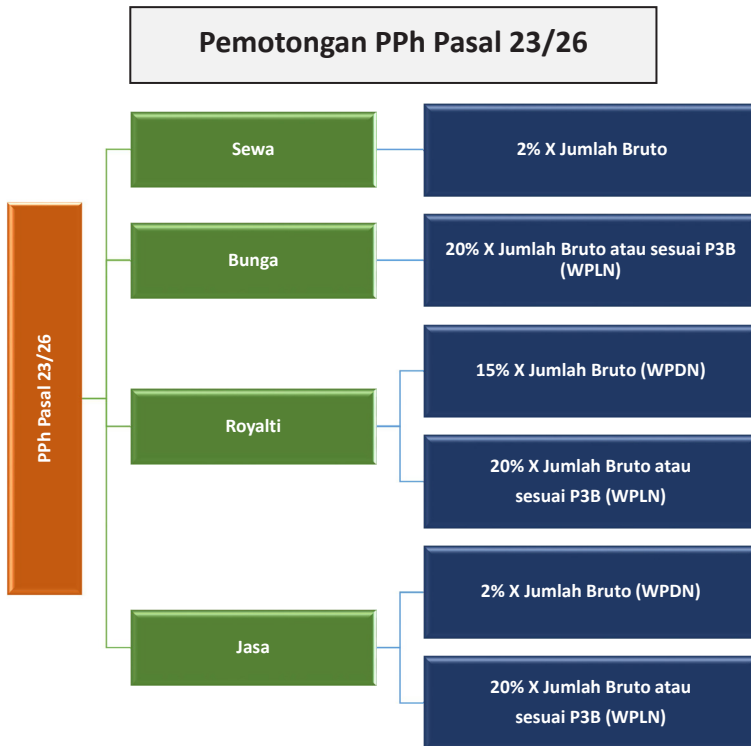 Pemotongan PPh Pasal 23/26
PPh Pasal 23/26
Sewa
2% X Jumlah Bruto
Bunga
20% X Jumlah Bruto atau sesuai P3B
(WPLN)
Royalti
15% X Jumlah Bruto (WPDN)
20% X Jumlah Bruto atau
sesuai P3B (WPLN)
Jasa
2% X Jumlah Bruto (WPDN)
20% X Jumlah Bruto atau
sesuai P3B (WPLN)